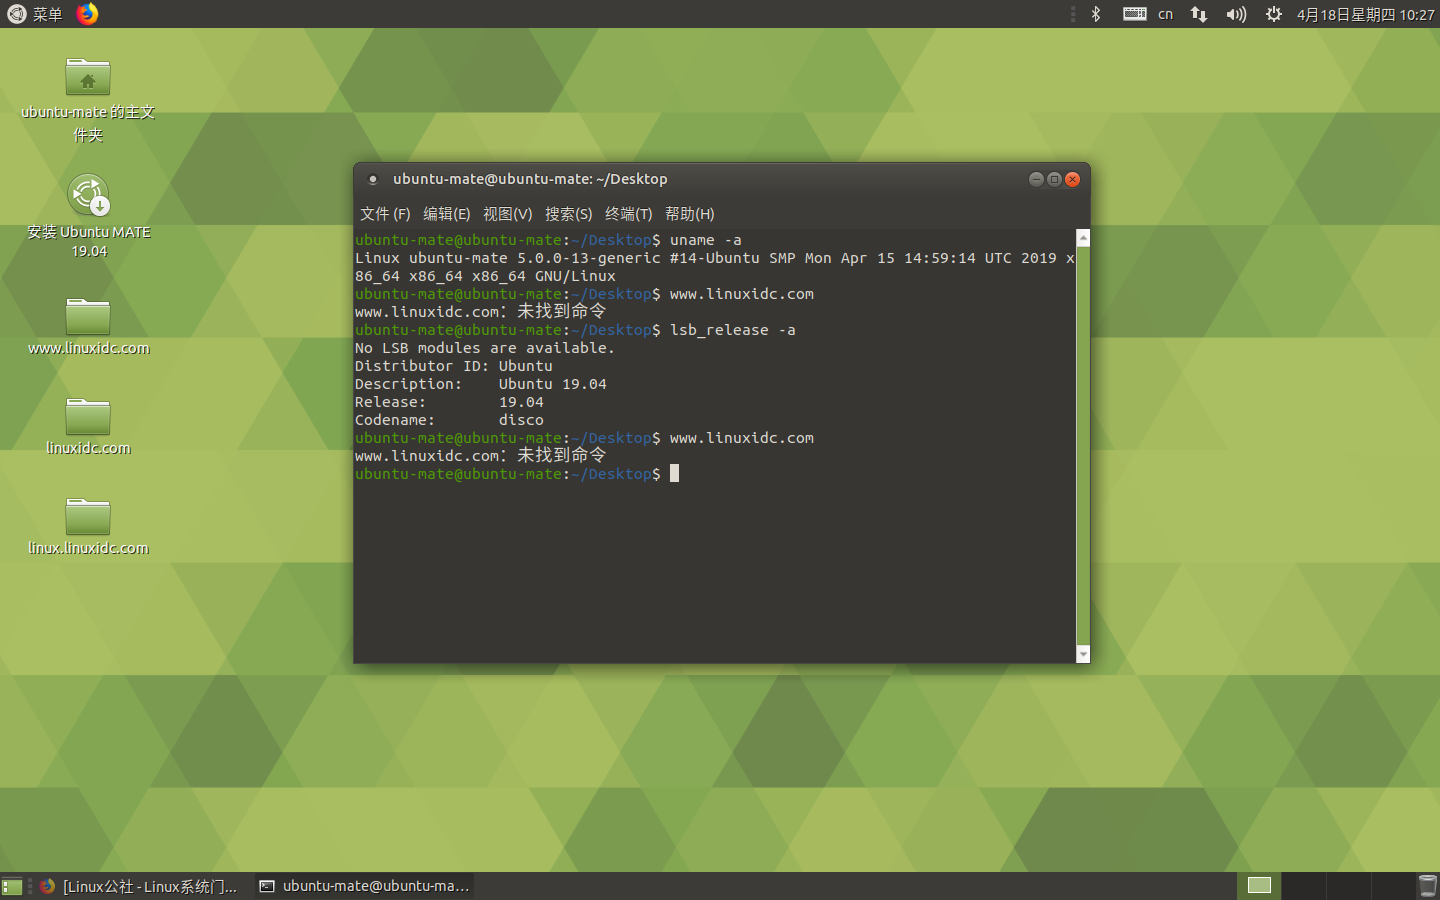 菜单
cn
4月18日星期四 10:27
ubuntu-mate 的主文
件夹
安装 Ubuntu MATE
19.04
www.linuxidc.com
linuxidc.com
linux.linuxidc.com
ubuntu-mate@ubuntu-mate: ~/Desktop
文件 (F) 编辑(E) 视图(V) 搜索(S) 终端(T) 帮助(H)
ubuntu-mate@ubuntu-mate:~/Desktop$ uname -a
Linux ubuntu-mate 5.0.0-13-generic #14-Ubuntu SMP Mon Apr 15 14:59:14 UTC 2019 x
86_64 x86_64 x86_64 GNU/Linux
ubuntu-mate@ubuntu-mate:~/Desktop$ www.linuxidc.com
www.linuxidc.com：未找到命令
ubuntu-mate@ubuntu-mate:~/Desktop$ lsb_release -a
No LSB modules are available.
Distributor ID: Ubuntu
Description: Ubuntu 19.04
Release: 19.04
Codename: disco
ubuntu-mate@ubuntu-mate:~/Desktop$ www.linuxidc.com
www.linuxidc.com：未找到命令
ubuntu-mate@ubuntu-mate:~/Desktop$
[Linux公社 - Linux系统门...
ubuntu-mate@ubuntu-ma...